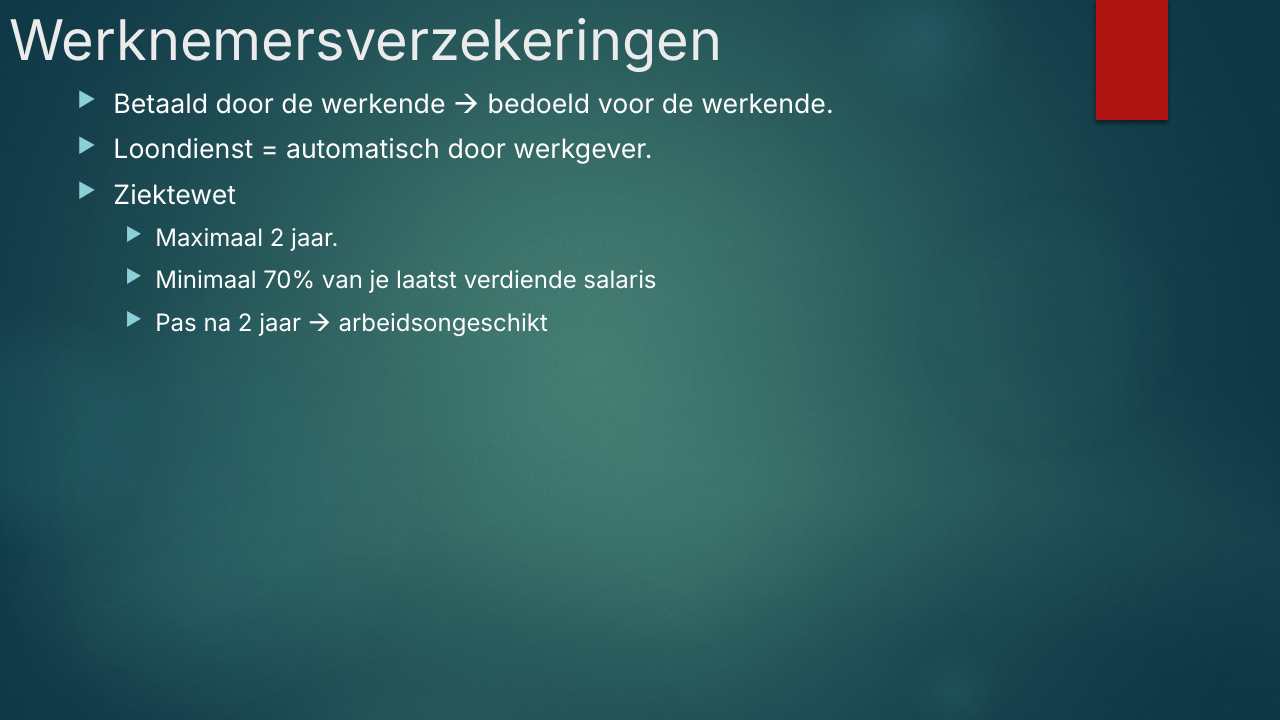 Werknemersverzekeringen
Betaald door de werkende → bedoeld voor de werkende.
Loondienst = automatisch door werkgever.
Ziektewet
Maximaal 2 jaar.
Minimaal 70% van je laatst verdiende salaris
Pas na 2 jaar → arbeidsongeschikt